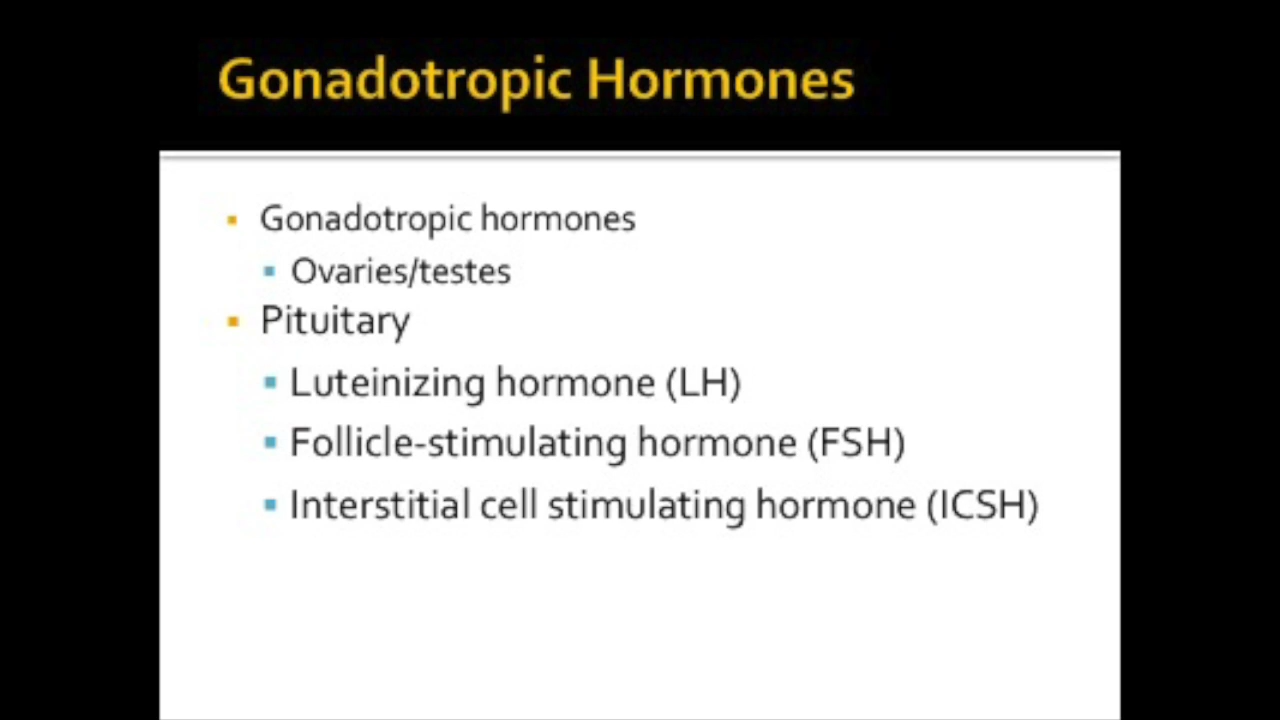 Gonadotropic Hormones
Gonadotropic hormones
Ovaries/testes
Pituitary
Luteinizing hormone (LH)
Follicle-stimulating hormone (FSH)
Interstitial cell stimulating hormone (ICSH)